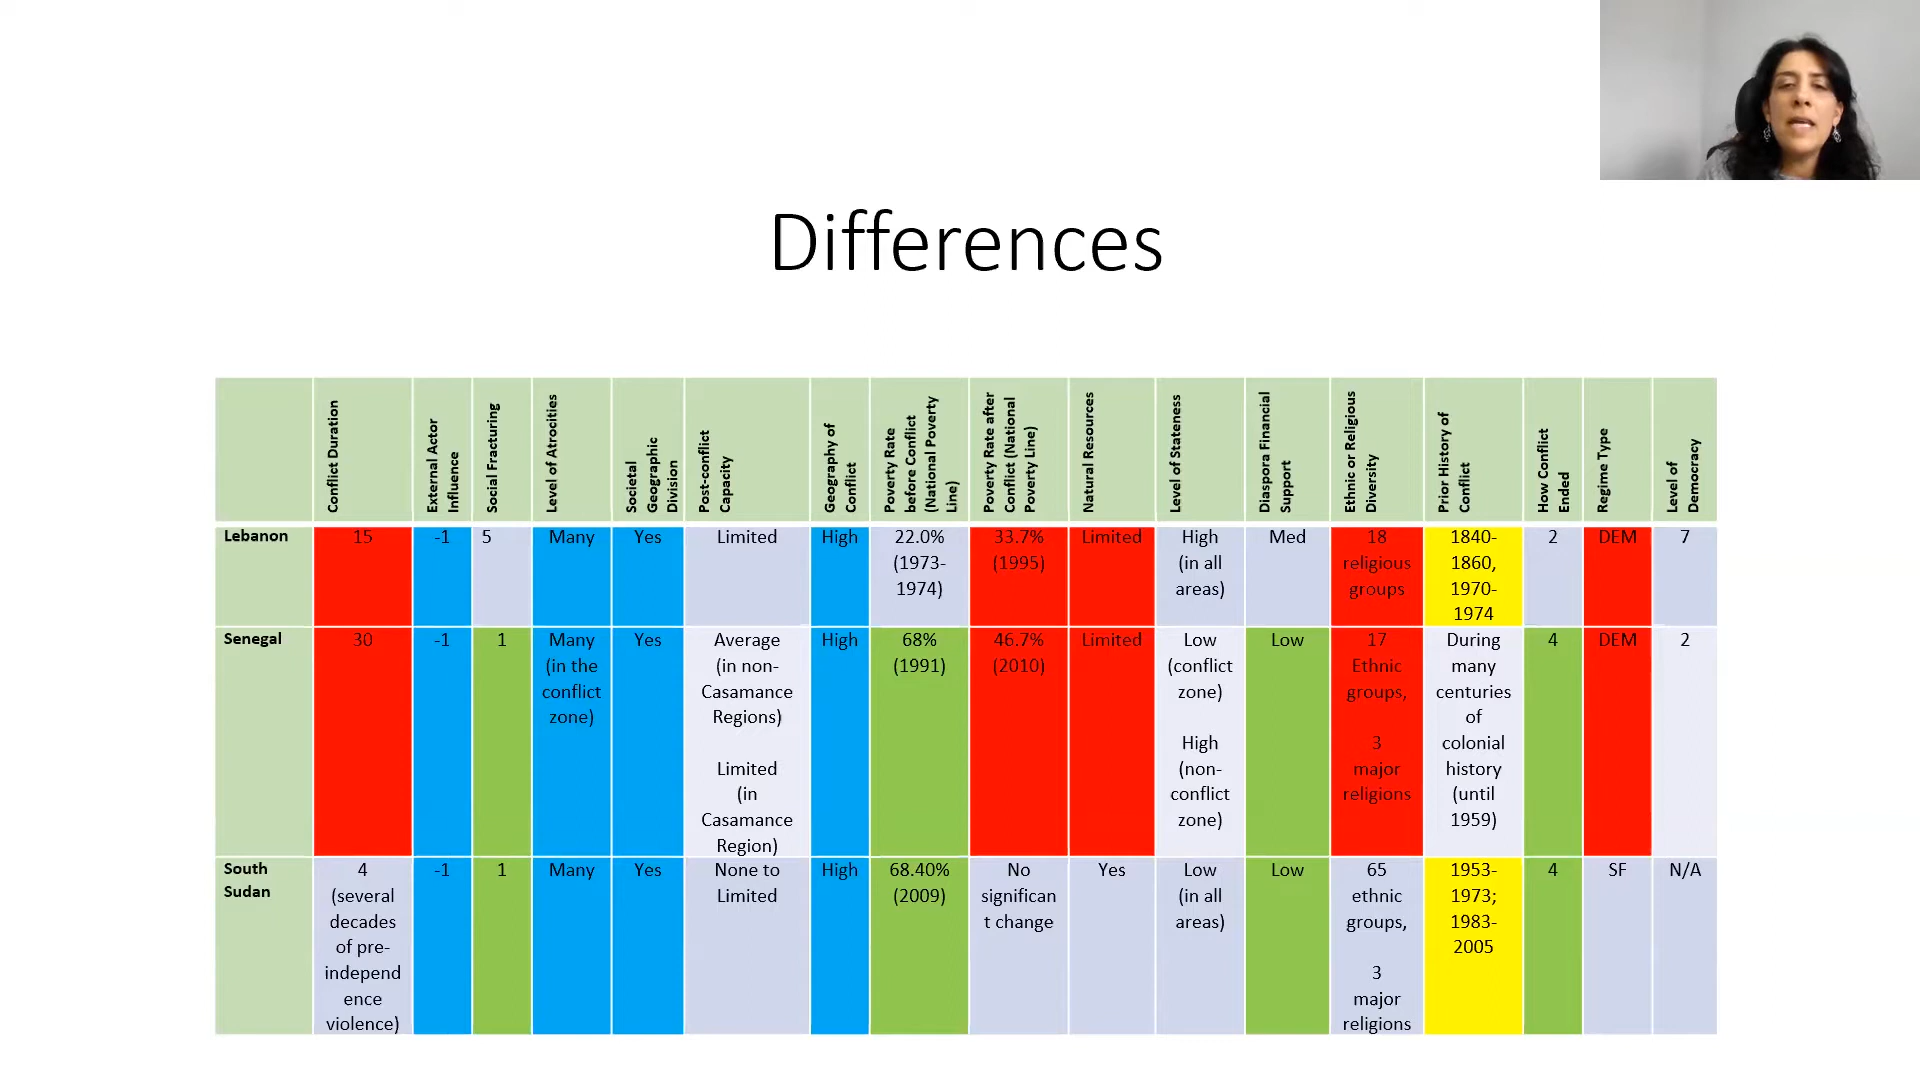 Differences
Conflict Duration
External Actor
Influence
Social Fracturing
Level of Atrocities
Societal
Geographic
Division
Post-conflict
Capacity
Geography of
Conflict
Poverty Rate
before Conflict
(National Poverty
Line)
Poverty Rate after
Conflict (National
Poverty Line)
Natural Resources
Level of Stateness
Diaspora Financial
Support
Ethnic or Religious
Diversity
Prior History of
Conflict
How Conflict
Ended
Regime Type
Level of
Democracy
Lebanon
15
-1
5
Many
Yes
Limited
High
22.0%
(1973-
1974)
33.7%
(1995)
Limited
High
(in all
areas)
Med
18
religious
groups
1840-
1860,
1970-
1974
2
DEM
7
Senegal
30
-1
1
Many
(in the
conflict
zone)
Yes
Average
(in non-
Casamance
Regions)
Limited
(in
Casamance
Region)
High
68%
(1991)
46.7%
(2010)
Limited
Low
(conflict
zone)
High
(non-
conflict
zone)
Low
17
Ethnic
groups,
3
major
religions
During
many
centuries
of
colonial
history
(until
1959)
4
DEM
2
South
Sudan
4
(several
decades
of pre-
independ
ence
violence)
-1
1
Many
Yes
None to
Limited
High
68.40%
(2009)
No
significan
t change
Yes
Low
(in all
areas)
Low
65
ethnic
groups,
3
major
religions
1953-
1973;
1983-
2005
4
SF
N/A